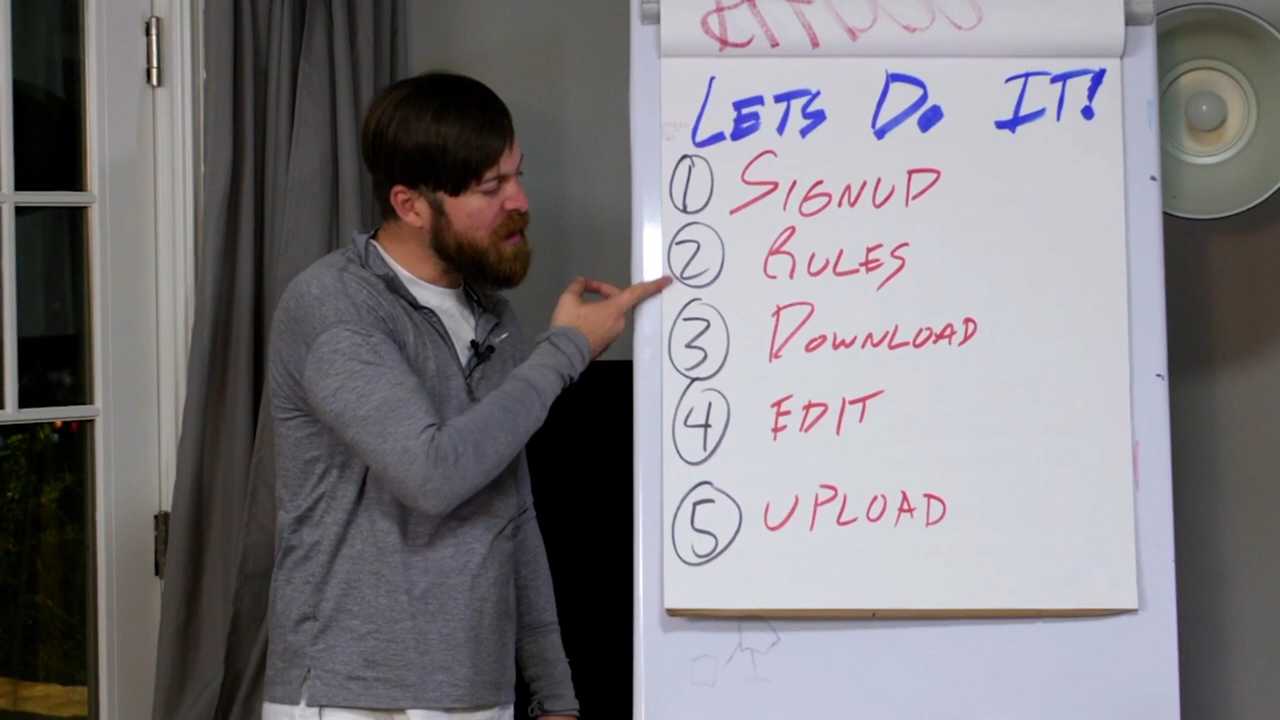 LETS DO IT!
1 SIGNUP
2 RULES
3 DOWNLOAD
4 EDIT
5 UPLOAD